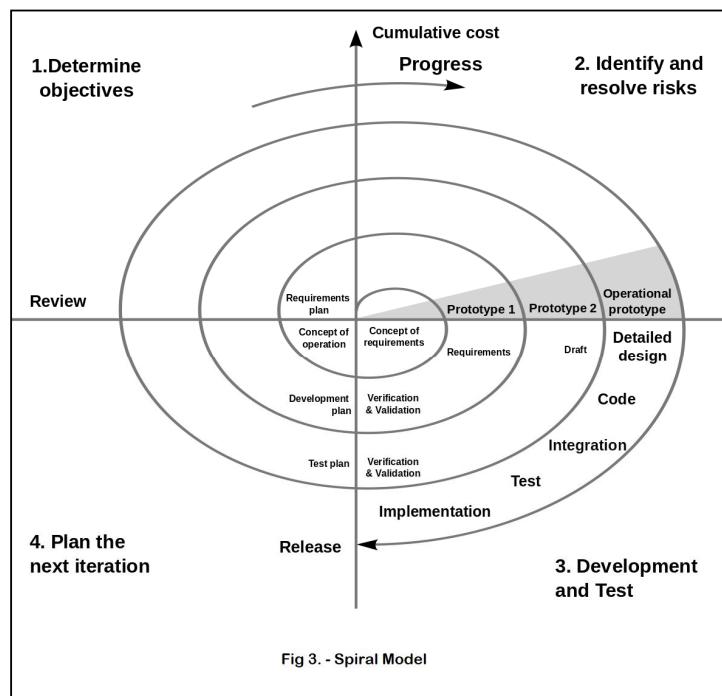 Cumulative cost
1.Determine
objectives
Progress
2. Identify and
resolve risks
Review
Requirements
plan
Prototype 1
Prototype 2
Operational
prototype
Concept of
operation
Concept of
requirements
Requirements
Draft
Detailed
design
Development
plan
Verification
& Validation
Code
Integration
Test plan
Verification
& Validation
Test
Implementation
4. Plan the
next iteration
Release
3. Development
and Test
Fig 3. - Spiral Model